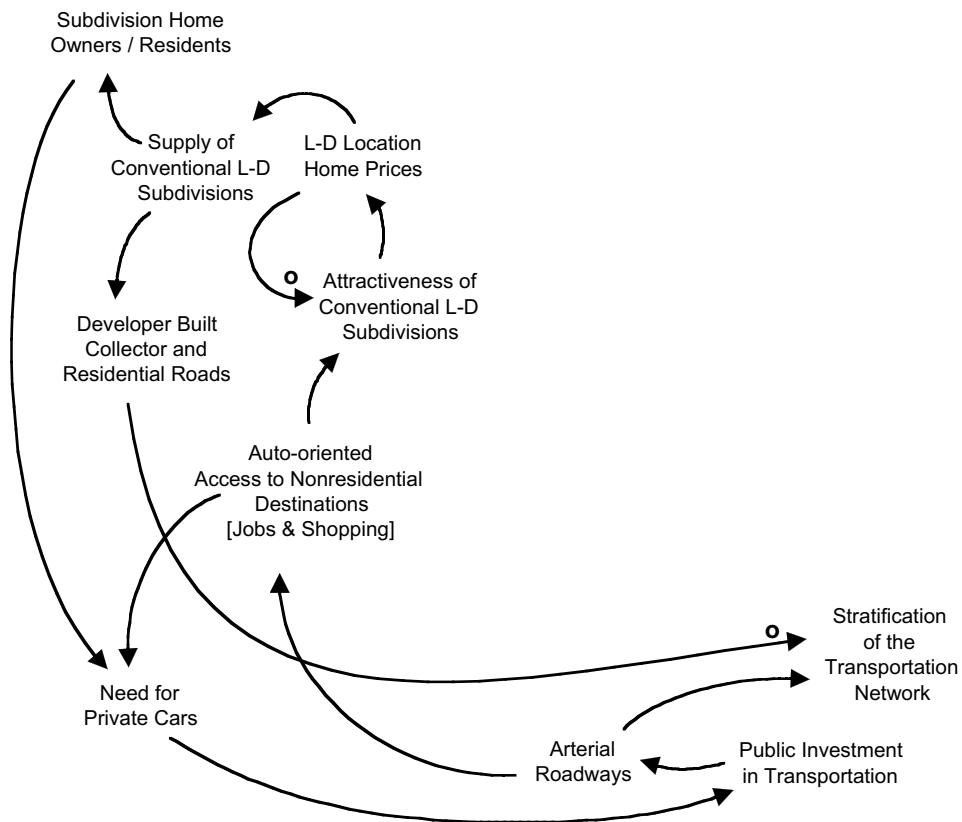 Subdivision Home
Owners / Residents
Supply of
Conventional L-D
Subdivisions
L-D Location
Home Prices
o
Attractiveness of
Conventional L-D
Subdivisions
Developer Built
Collector and
Residential Roads
Auto-oriented
Access to Nonresidential
Destinations
[Jobs & Shopping]
o
Stratification
of the
Transportation
Network
Need for
Private Cars
Arterial
Roadways
Public Investment
in Transportation